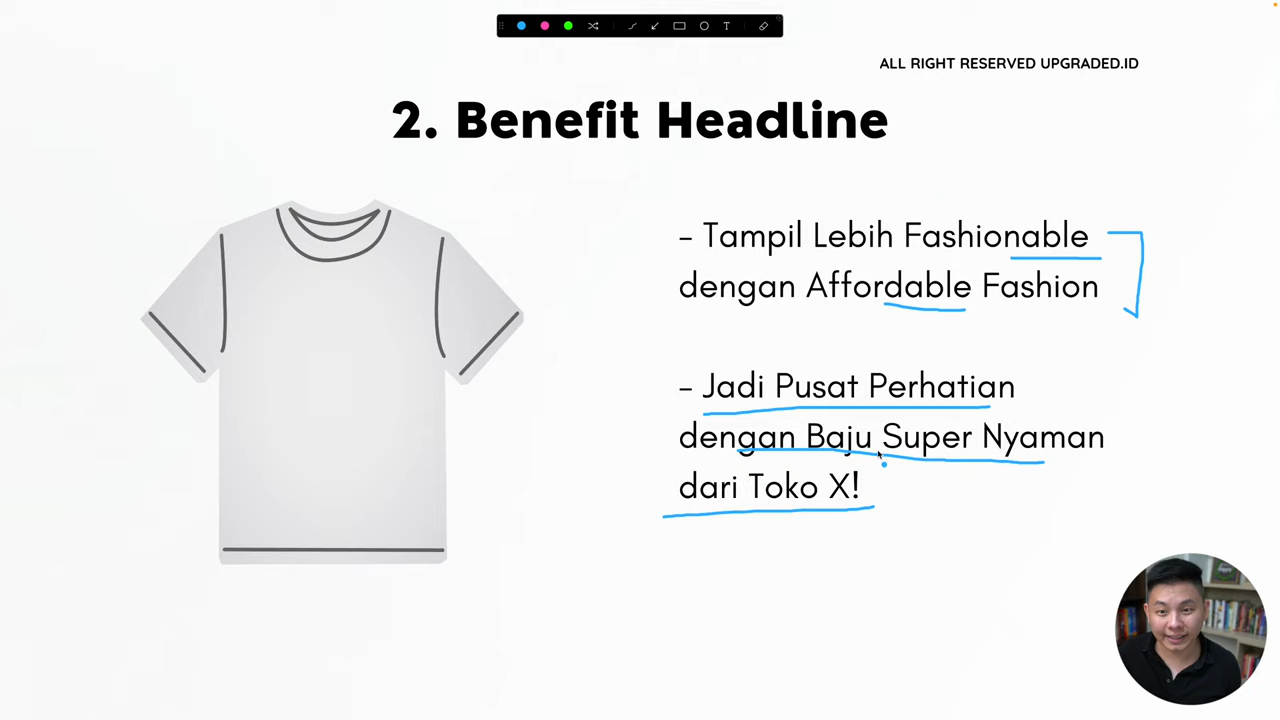 ALL RIGHT RESERVED UPGRADED.ID
2. Benefit Headline
- Tampil Lebih Fashionable
dengan Affordable Fashion
- Jadi Pusat Perhatian
dengan Baju Super Nyaman
dari Toko X!